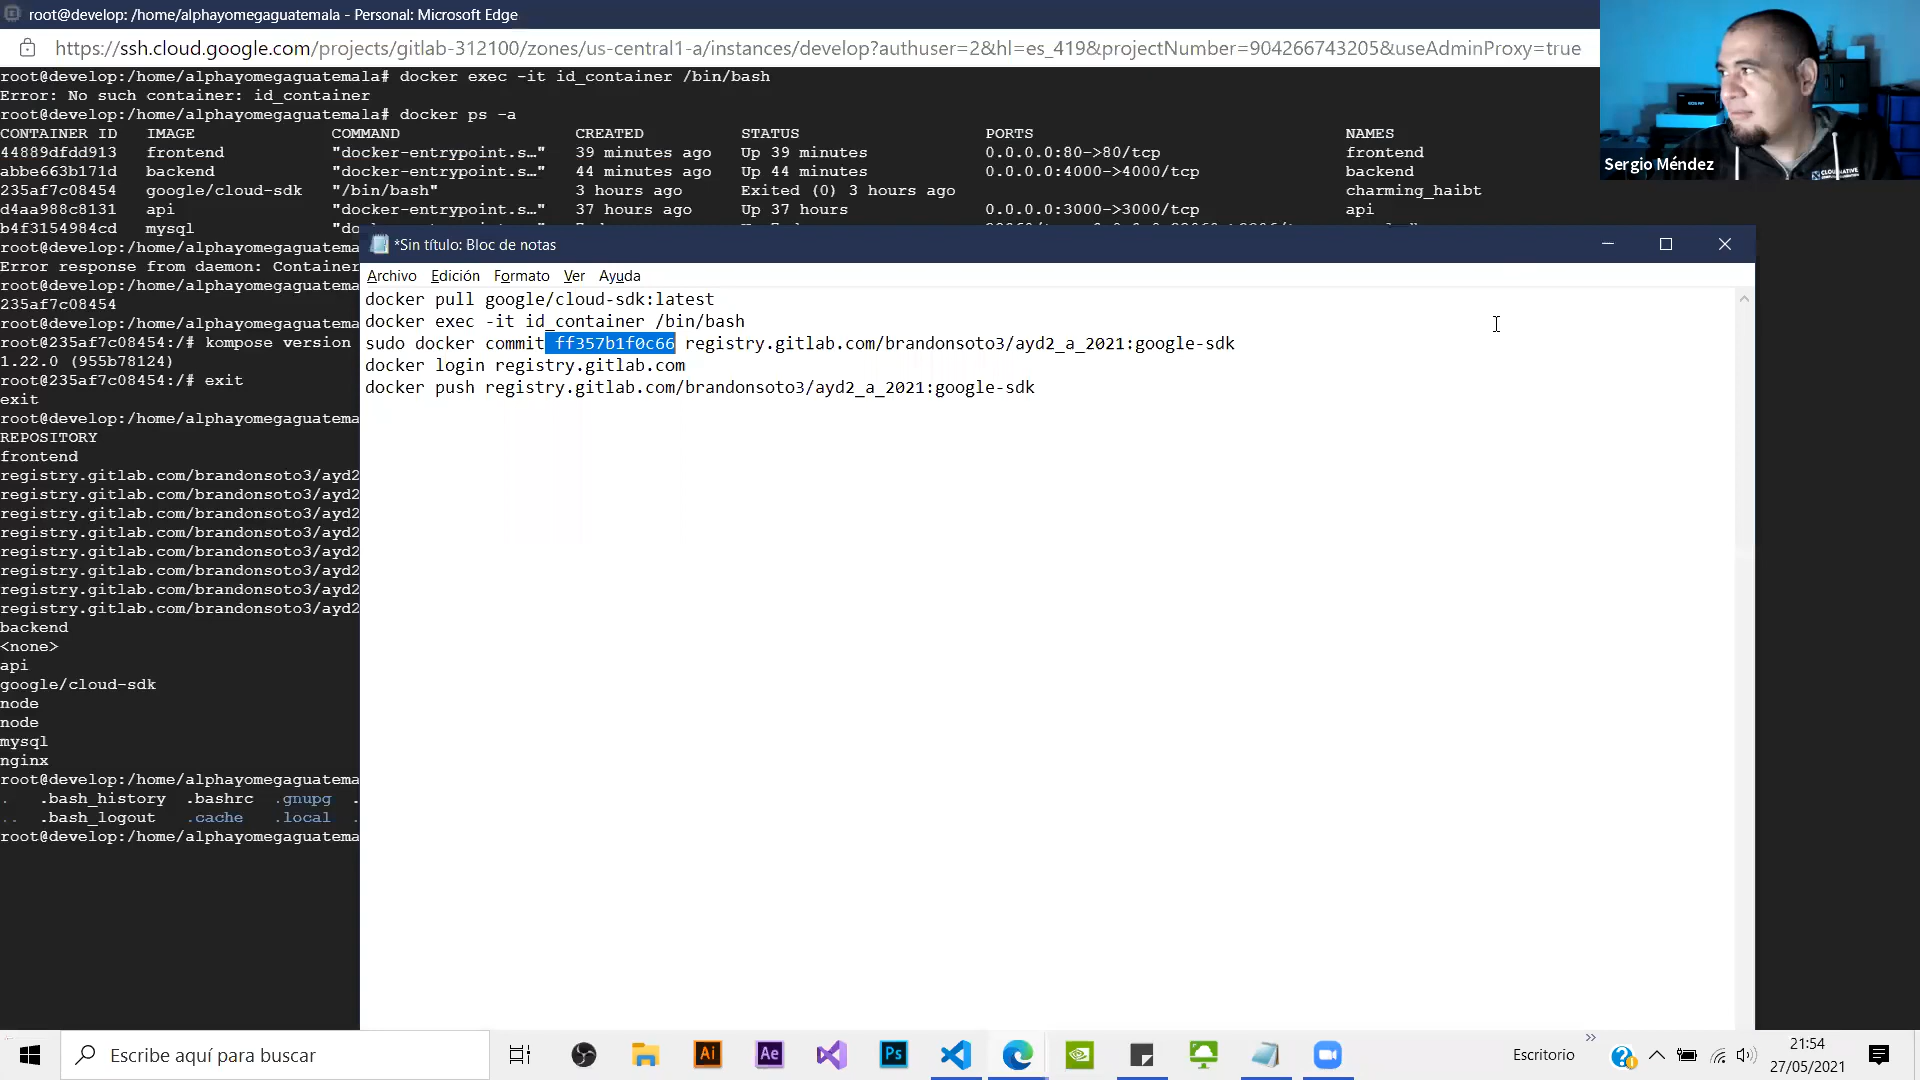 root@develop: /home/alphayomegaguatemala - Personal: Microsoft Edge
https://ssh.cloud.google.com/projects/gitlab-312100/zones/us-central1-a/instances/develop?authuser=2&hl=es_419&projectNumber=904266743205&useAdminProxy=true
root@develop:/home/alphayomegaguatemala# docker exec -it id_container /bin/bash
Error: No such container: id_container
root@develop:/home/alphayomegaguatemala# docker ps -a
CONTAINER ID IMAGE COMMAND CREATED STATUS PORTS NAMES
44889dfdd913 frontend "docker-entrypoint.s…" 39 minutes ago Up 39 minutes 0.0.0.0:80->80/tcp frontend
abbe663b171d backend "docker-entrypoint.s…" 44 minutes ago Up 44 minutes 0.0.0.0:4000->4000/tcp backend
235af7c08454 google/cloud-sdk "/bin/bash" 3 hours ago Exited (0) 3 hours ago charming_haibt
d4aa988c8131 api "docker-entrypoint.s…" 37 hours ago Up 37 hours 0.0.0.0:3000->3000/tcp api
b4f3154984cd mysql
Sergio Méndez
root@develop:/home/alphayomegaguatema
Error response from daemon: Container
root@develop:/home/alphayomegaguatema
235af7c08454
root@develop:/home/alphayomegaguatema
root@235af7c08454:/# kompose version
1.22.0 (955b78124)
root@235af7c08454:/# exit
exit
root@develop:/home/alphayomegaguatema
REPOSITORY
frontend
registry.gitlab.com/brandonsoto3/ayd2
registry.gitlab.com/brandonsoto3/ayd2
registry.gitlab.com/brandonsoto3/ayd2
registry.gitlab.com/brandonsoto3/ayd2
registry.gitlab.com/brandonsoto3/ayd2
registry.gitlab.com/brandonsoto3/ayd2
registry.gitlab.com/brandonsoto3/ayd2
registry.gitlab.com/brandonsoto3/ayd2
backend
<none>
api
google/cloud-sdk
node
node
mysql
nginx
root@develop:/home/alphayomegaguatema
. .bash_history .bashrc .gnupg .
.. .bash_logout .cache .local .
root@develop:/home/alphayomegaguatema
*Sin título: Bloc de notas
Archivo Edición Formato Ver Ayuda
docker pull google/cloud-sdk:latest
docker exec -it id_container /bin/bash
sudo docker commit ff357b1f0c66 registry.gitlab.com/brandonsoto3/ayd2_a_2021:google-sdk
docker login registry.gitlab.com
docker push registry.gitlab.com/brandonsoto3/ayd2_a_2021:google-sdk
Escribe aquí para buscar
Ai Ae Ps
Escritorio
21:54
27/05/2021